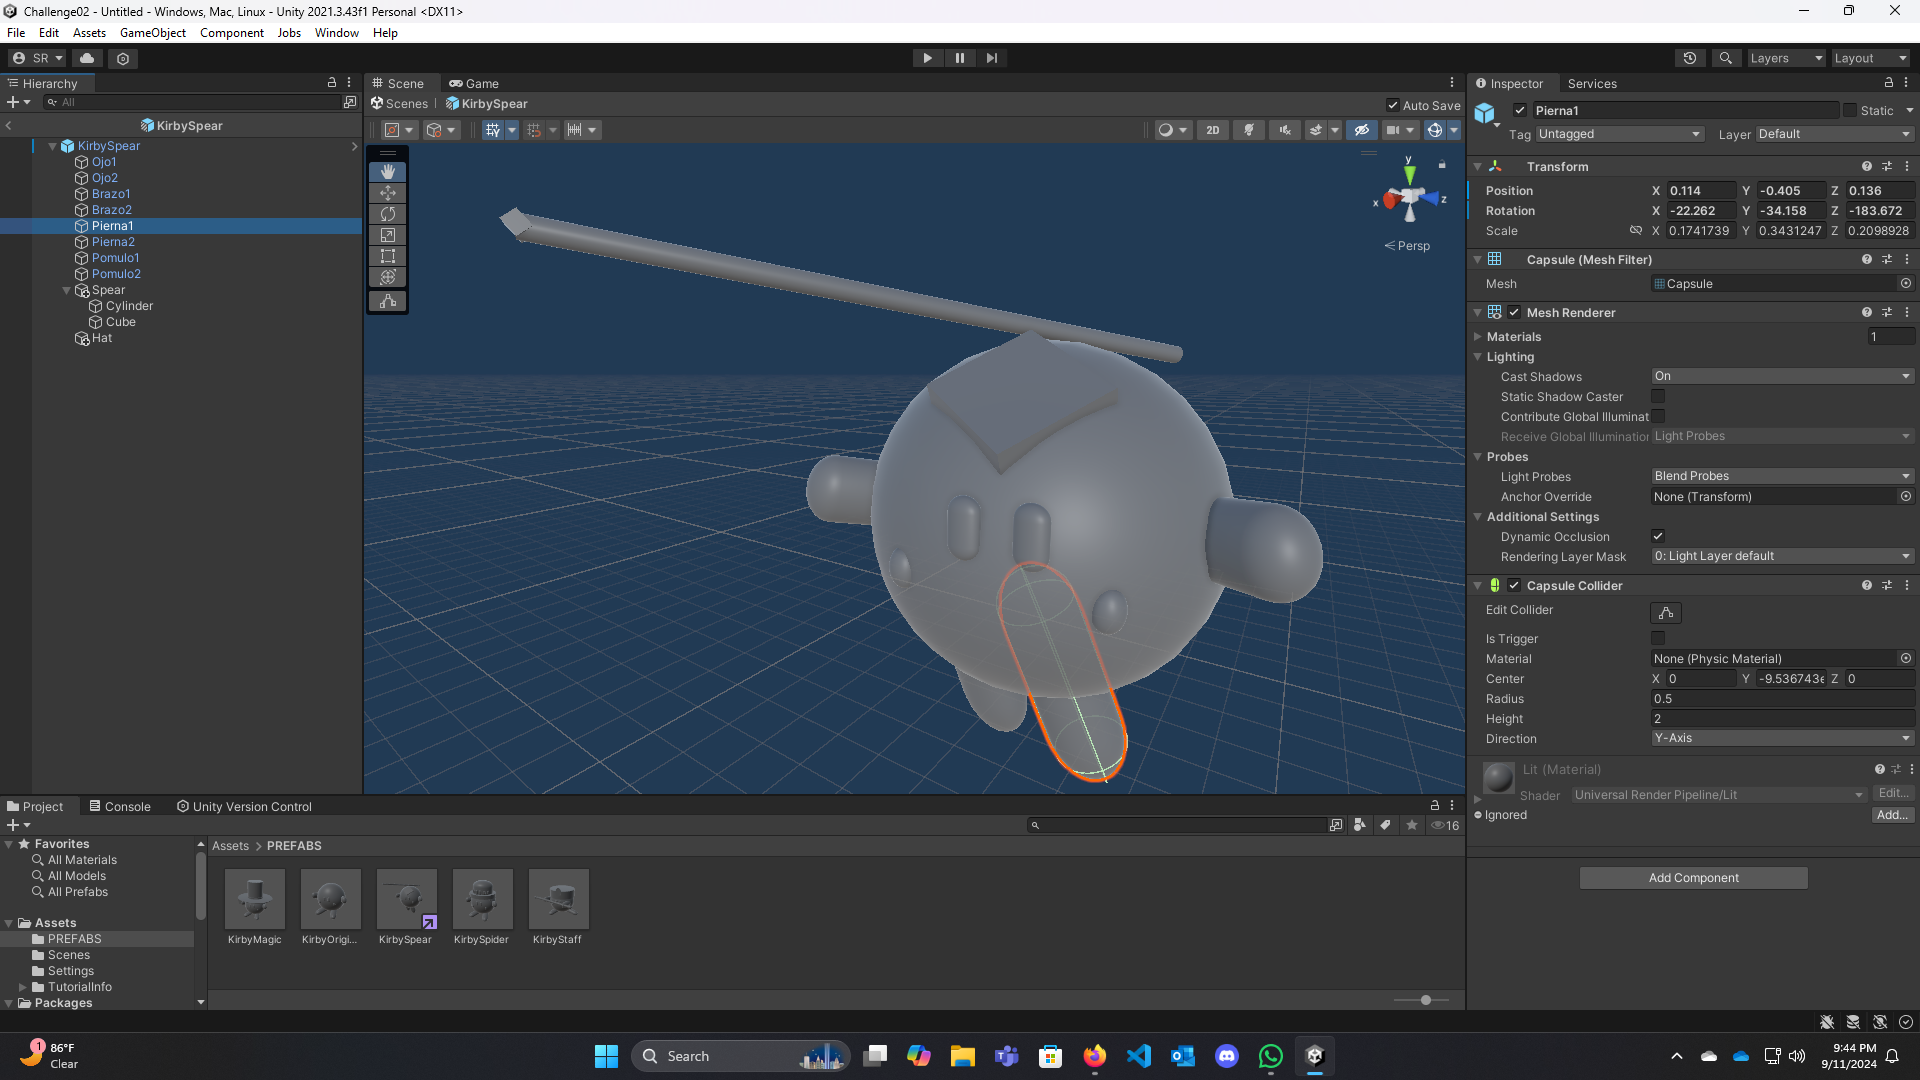 Challenge02 - Untitled - Windows, Mac, Linux - Unity 2021.3.43f1 Personal <DX11>
File Edit Assets GameObject Component Jobs Window Help
SR
Layers Layout
Hierarchy
All
KirbySpear
KirbySpear
Ojo1
Ojo2
Brazo1
Brazo2
Pierna1
Pierna2
Pomulo1
Pomulo2
Spear
Cylinder
Cube
Hat
Scene Game
Scenes | KirbySpear
Auto Save
2D
y
x z
< Persp
Inspector Services
Pierna1 Static
Tag Untagged Layer Default
Transform
Position X 0.114 Y -0.405 Z 0.136
Rotation X -22.262 Y -34.158 Z -183.672
Scale X 0.1741739 Y 0.3431247 Z 0.2098928
Capsule (Mesh Filter)
Mesh Capsule
Mesh Renderer
Materials 1
Lighting
Cast Shadows On
Static Shadow Caster
Contribute Global Illuminat
Receive Global Illumination Light Probes
Probes
Light Probes Blend Probes
Anchor Override None (Transform)
Additional Settings
Dynamic Occlusion
Rendering Layer Mask 0: Light Layer default
Capsule Collider
Edit Collider
Is Trigger
Material None (Physic Material)
Center X 0 Y -9.536743e Z 0
Radius 0.5
Height 2
Direction Y-Axis
Lit (Material)
Shader Universal Render Pipeline/Lit Edit...
Ignored Add...
Add Component
Project Console Unity Version Control
16
Favorites
All Materials
All Models
All Prefabs
Assets
PREFABS
Scenes
Settings
TutorialInfo
Packages
Assets > PREFABS
KirbyMagic KirbyOrigi... KirbySpear KirbySpider KirbyStaff
1
86°F
Clear
Search
9:44 PM
9/11/2024